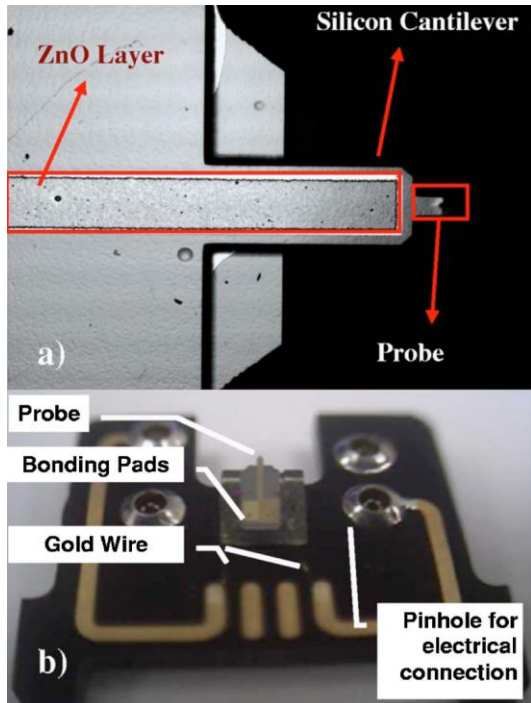 Silicon Cantilever
ZnO Layer
Probe
a)
Probe
Bonding Pads
Gold Wire
Pinhole for
electrical
connection
b)